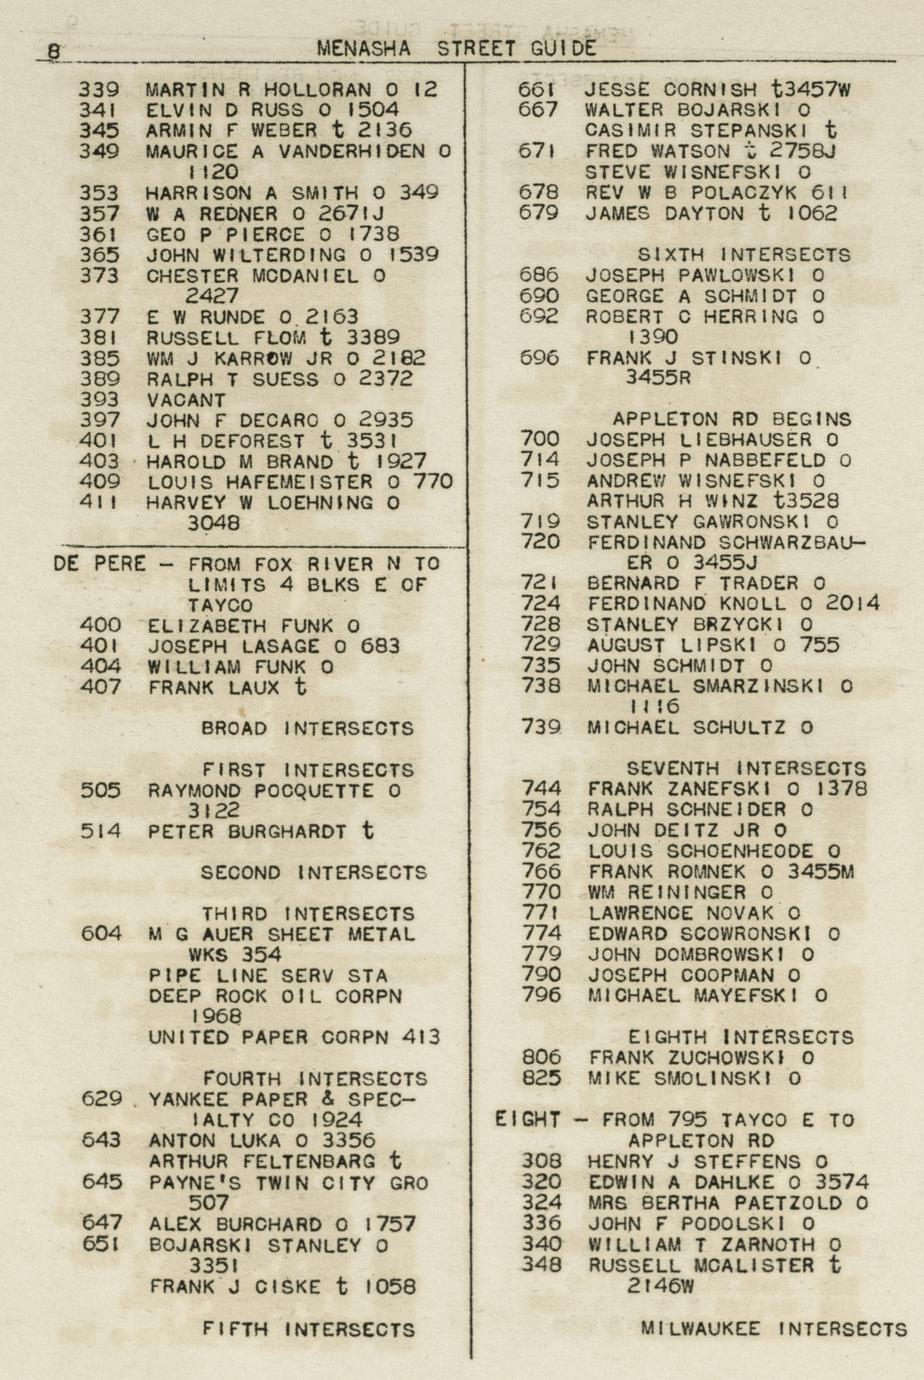 8
MENASHA STREET GUIDE
339 MARTIN R HOLLORAN O 12
341 ELVIN D RUSS O 1504
345 ARMIN F WEBER t 2136
349 MAURICE A VANDERHIDEN O
1120
353 HARRISON A SMITH O 349
357 W A REDNER O 2671J
361 GEO P PIERCE O 1738
365 JOHN WILTERDING O 1539
373 CHESTER MCDANIEL O
2427
377 E W RUNDE O 2163
381 RUSSELL FLOM t 3389
385 WM J KARROW JR O 2182
389 RALPH T SUESS O 2372
393 VACANT
397 JOHN F DECARO O 2935
401 L H DEFOREST t 3531
403 HAROLD M BRAND t 1927
409 LOUIS HAFEMEISTER O 770
411 HARVEY W LOEHNING O
3048
DE PERE – FROM FOX RIVER N TO
LIMITS 4 BLKS E OF
TAYCO
400 ELIZABETH FUNK O
401 JOSEPH LASAGE O 683
404 WILLIAM FUNK O
407 FRANK LAUX t
BROAD INTERSECTS
FIRST INTERSECTS
505 RAYMOND POCQUETTE O
3122
514 PETER BURGHARDT t
SECOND INTERSECTS
THIRD INTERSECTS
604 M G AUER SHEET METAL
WKS 354
PIPE LINE SERV STA
DEEP ROCK OIL CORPN
1968
UNITED PAPER CORPN 413
FOURTH INTERSECTS
629 YANKEE PAPER & SPEC–
IALTY CO 1924
643 ANTON LUKA O 3356
ARTHUR FELTENBARG t
645 PAYNE'S TWIN CITY GRO
507
647 ALEX BURCHARD O 1757
651 BOJARSKI STANLEY O
3351
FRANK J CISKE t 1058
FIFTH INTERSECTS
661 JESSE CORNISH t3457W
667 WALTER BOJARSKI O
CASIMIR STEPANSKI t
671 FRED WATSON t 2758J
STEVE WISNEFSKI O
678 REV W B POLACZYK 611
679 JAMES DAYTON t 1062
SIXTH INTERSECTS
686 JOSEPH PAWLOWSKI O
690 GEORGE A SCHMIDT O
692 ROBERT C HERRING O
1390
696 FRANK J STINSKI O
3455R
APPLETON RD BEGINS
700 JOSEPH LIEBHAUSER O
714 JOSEPH P NABBEFELD O
715 ANDREW WISNEFSKI O
ARTHUR H WINZ t3528
719 STANLEY GAWRONSKI O
720 FERDINAND SCHWARZBAU–
ER O 3455J
721 BERNARD F TRADER O
724 FERDINAND KNOLL O 2014
728 STANLEY BRZYCKI O
729 AUGUST LIPSKI O 755
735 JOHN SCHMIDT O
738 MICHAEL SMARZINSKI O
1116
739 MICHAEL SCHULTZ O
SEVENTH INTERSECTS
744 FRANK ZANEFSKI O 1378
754 RALPH SCHNEIDER O
756 JOHN DEITZ JR O
762 LOUIS SCHOENHEODE O
766 FRANK ROMNEK O 3455M
770 WM REININGER O
771 LAWRENCE NOVAK O
774 EDWARD SCOWRONSKI O
779 JOHN DOMBROWSKI O
790 JOSEPH COOPMAN O
796 MICHAEL MAYEFSKI O
EIGHTH INTERSECTS
806 FRANK ZUCHOWSKI O
825 MIKE SMOLINSKI O
EIGHT – FROM 795 TAYCO E TO
APPLETON RD
308 HENRY J STEFFENS O
320 EDWIN A DAHLKE O 3574
324 MRS BERTHA PAETZOLD O
336 JOHN F PODOLSKI O
340 WILLIAM T ZARNOTH O
348 RUSSELL MCALISTER t
2146W
MILWAUKEE INTERSECTS